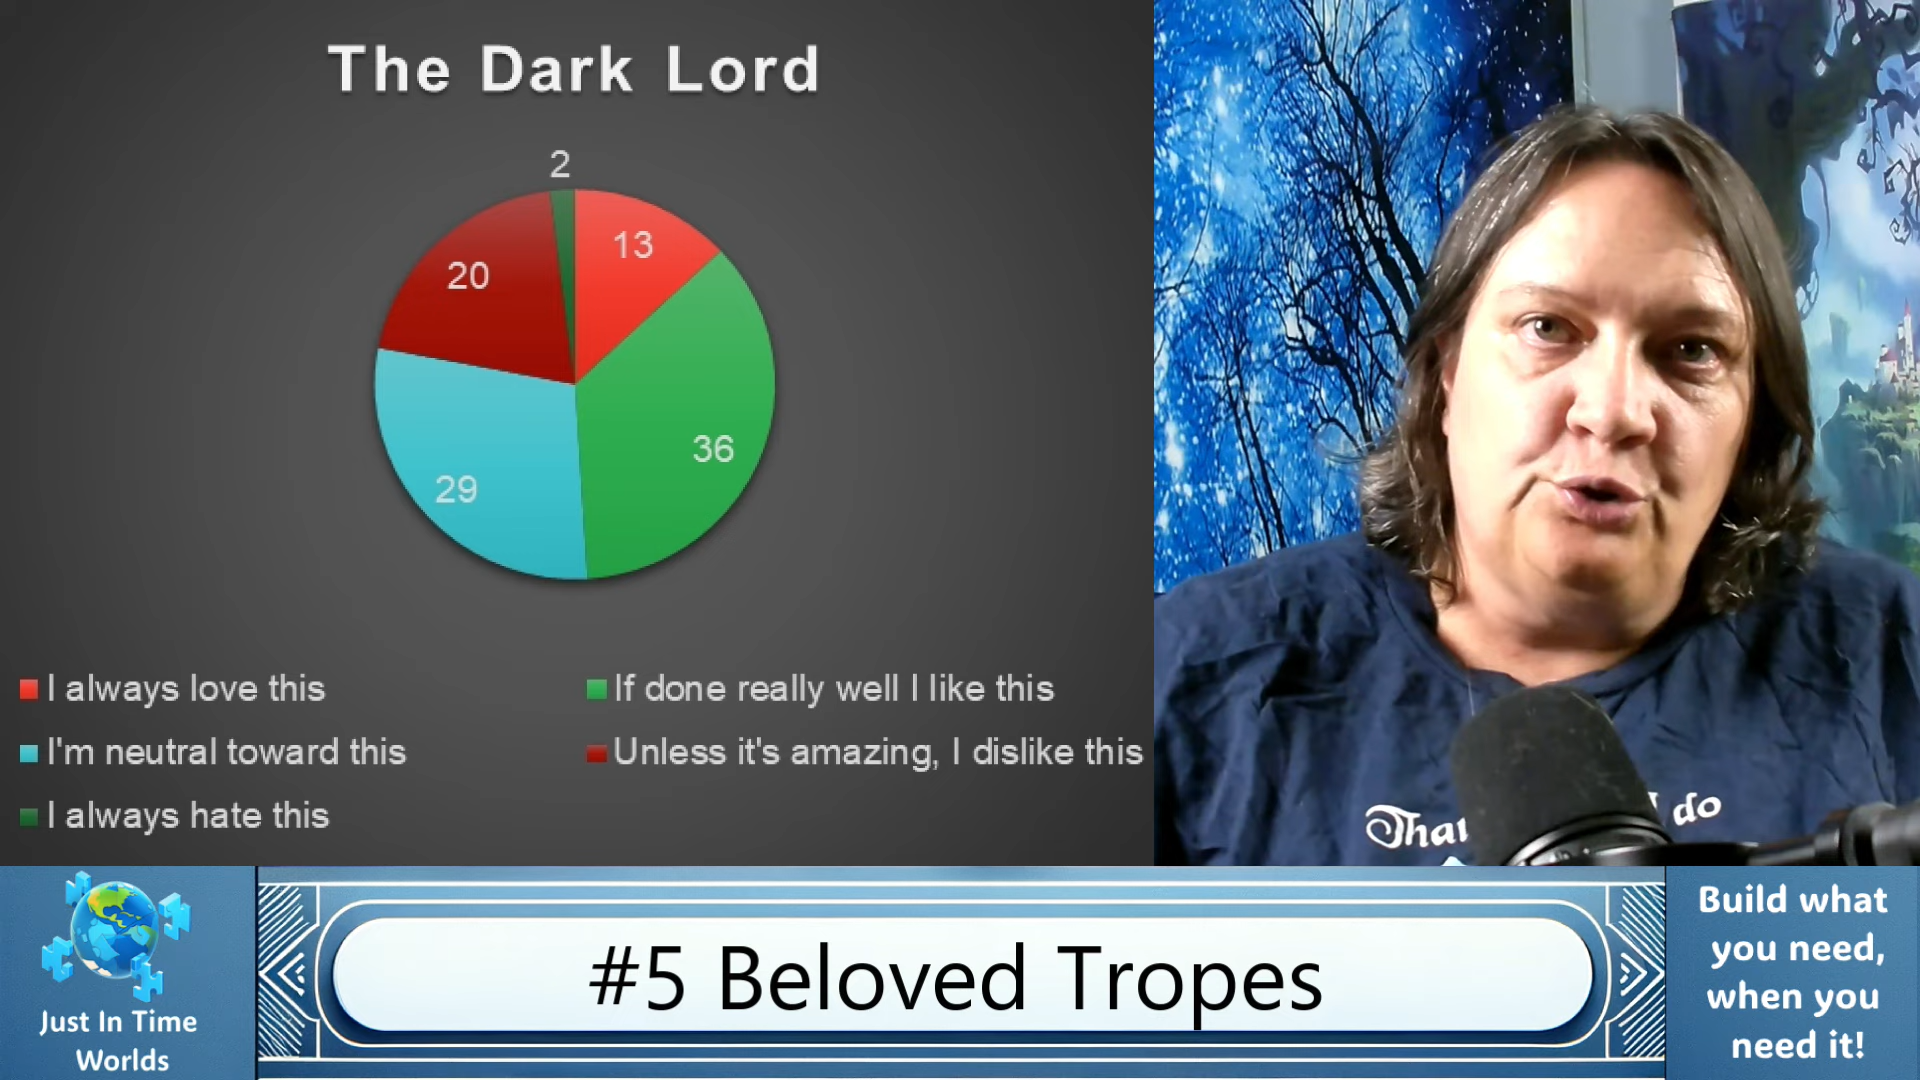 The Dark Lord
2
13
20
36
29
I always love this
If done really well I like this
I'm neutral toward this
Unless it's amazing, I dislike this
I always hate this
do
#5 Beloved Tropes
Just In Time
Worlds
Build what
you need,
when you
need it!